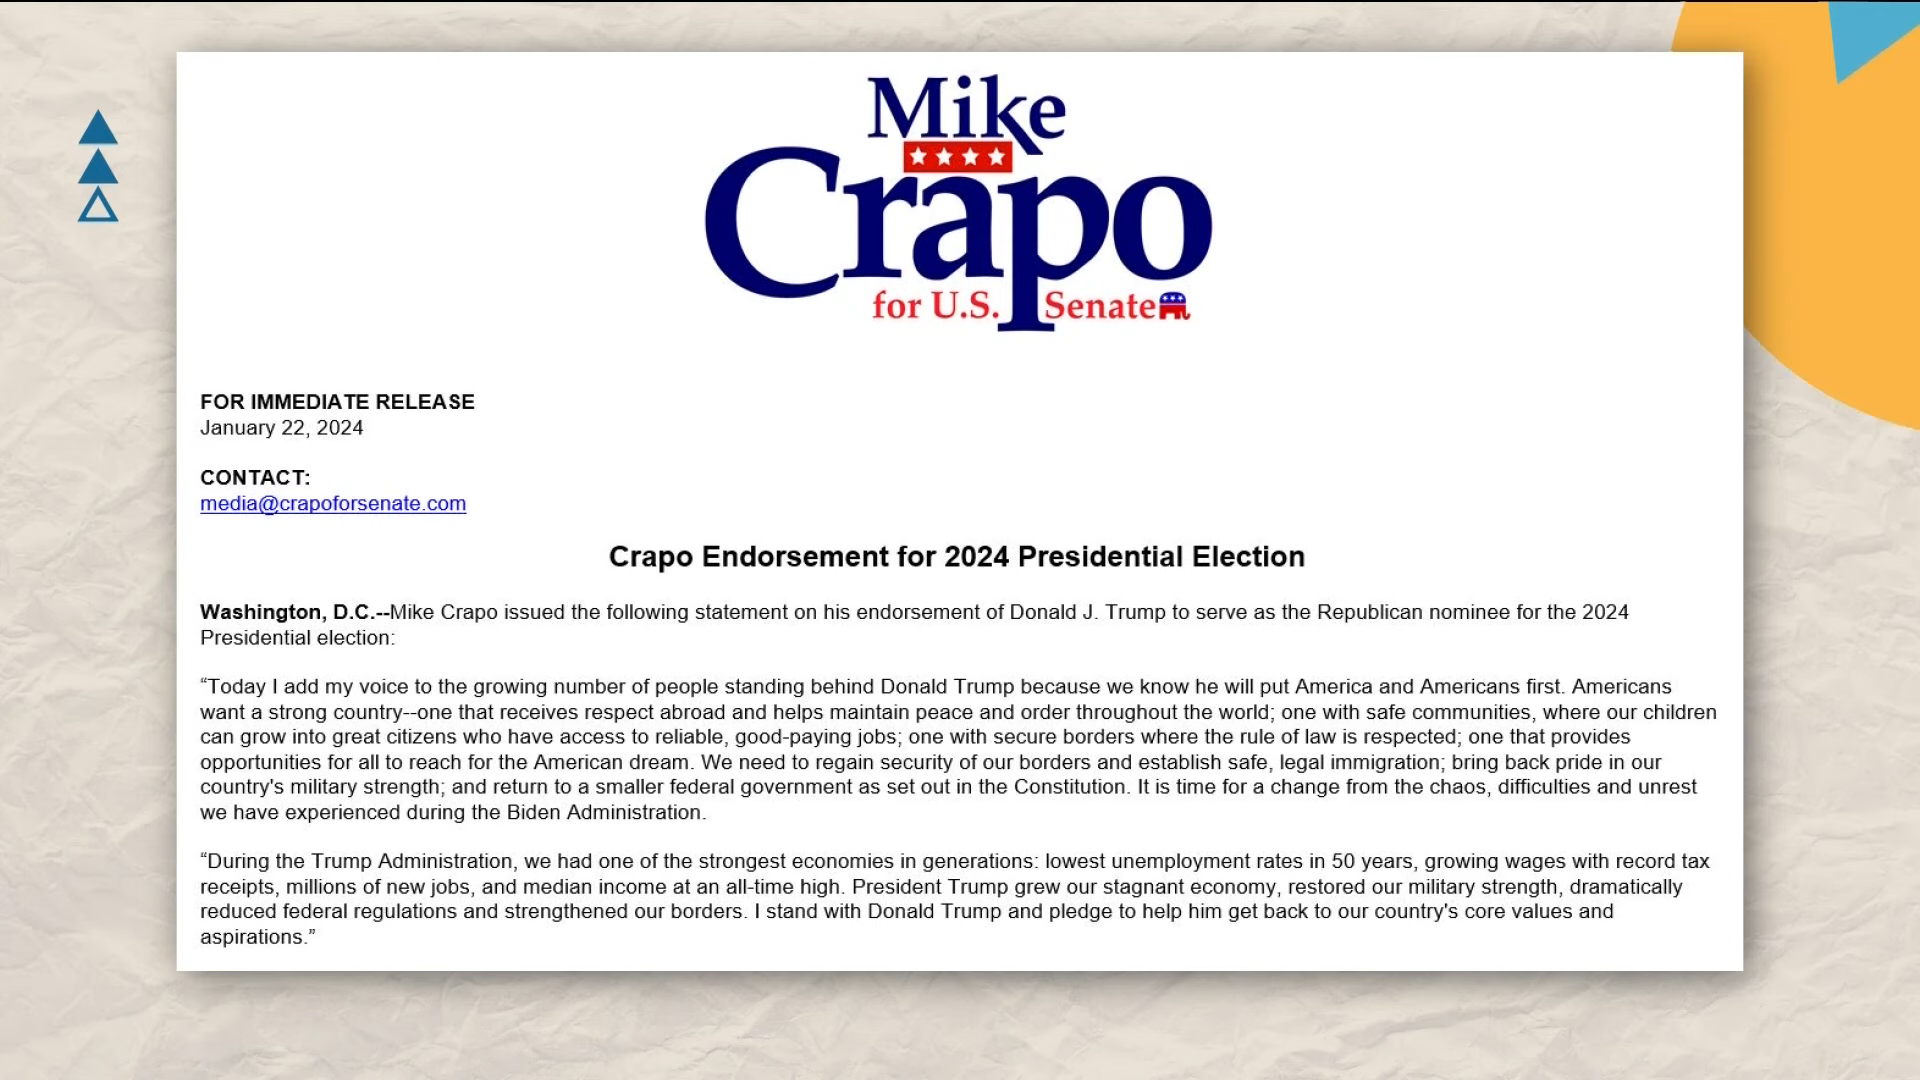 Mike
Crapo
for U.S. Senate
FOR IMMEDIATE RELEASE
January 22, 2024
CONTACT:
media@crapoforsenate.com
Crapo Endorsement for 2024 Presidential Election
Washington, D.C.--Mike Crapo issued the following statement on his endorsement of Donald J. Trump to serve as the Republican nominee for the 2024
Presidential election:
“Today I add my voice to the growing number of people standing behind Donald Trump because we know he will put America and Americans first. Americans
want a strong country--one that receives respect abroad and helps maintain peace and order throughout the world; one with safe communities, where our children
can grow into great citizens who have access to reliable, good-paying jobs; one with secure borders where the rule of law is respected; one that provides
opportunities for all to reach for the American dream. We need to regain security of our borders and establish safe, legal immigration; bring back pride in our
country's military strength; and return to a smaller federal government as set out in the Constitution. It is time for a change from the chaos, difficulties and unrest
we have experienced during the Biden Administration.
“During the Trump Administration, we had one of the strongest economies in generations: lowest unemployment rates in 50 years, growing wages with record tax
receipts, millions of new jobs, and median income at an all-time high. President Trump grew our stagnant economy, restored our military strength, dramatically
reduced federal regulations and strengthened our borders. I stand with Donald Trump and pledge to help him get back to our country's core values and
aspirations.”